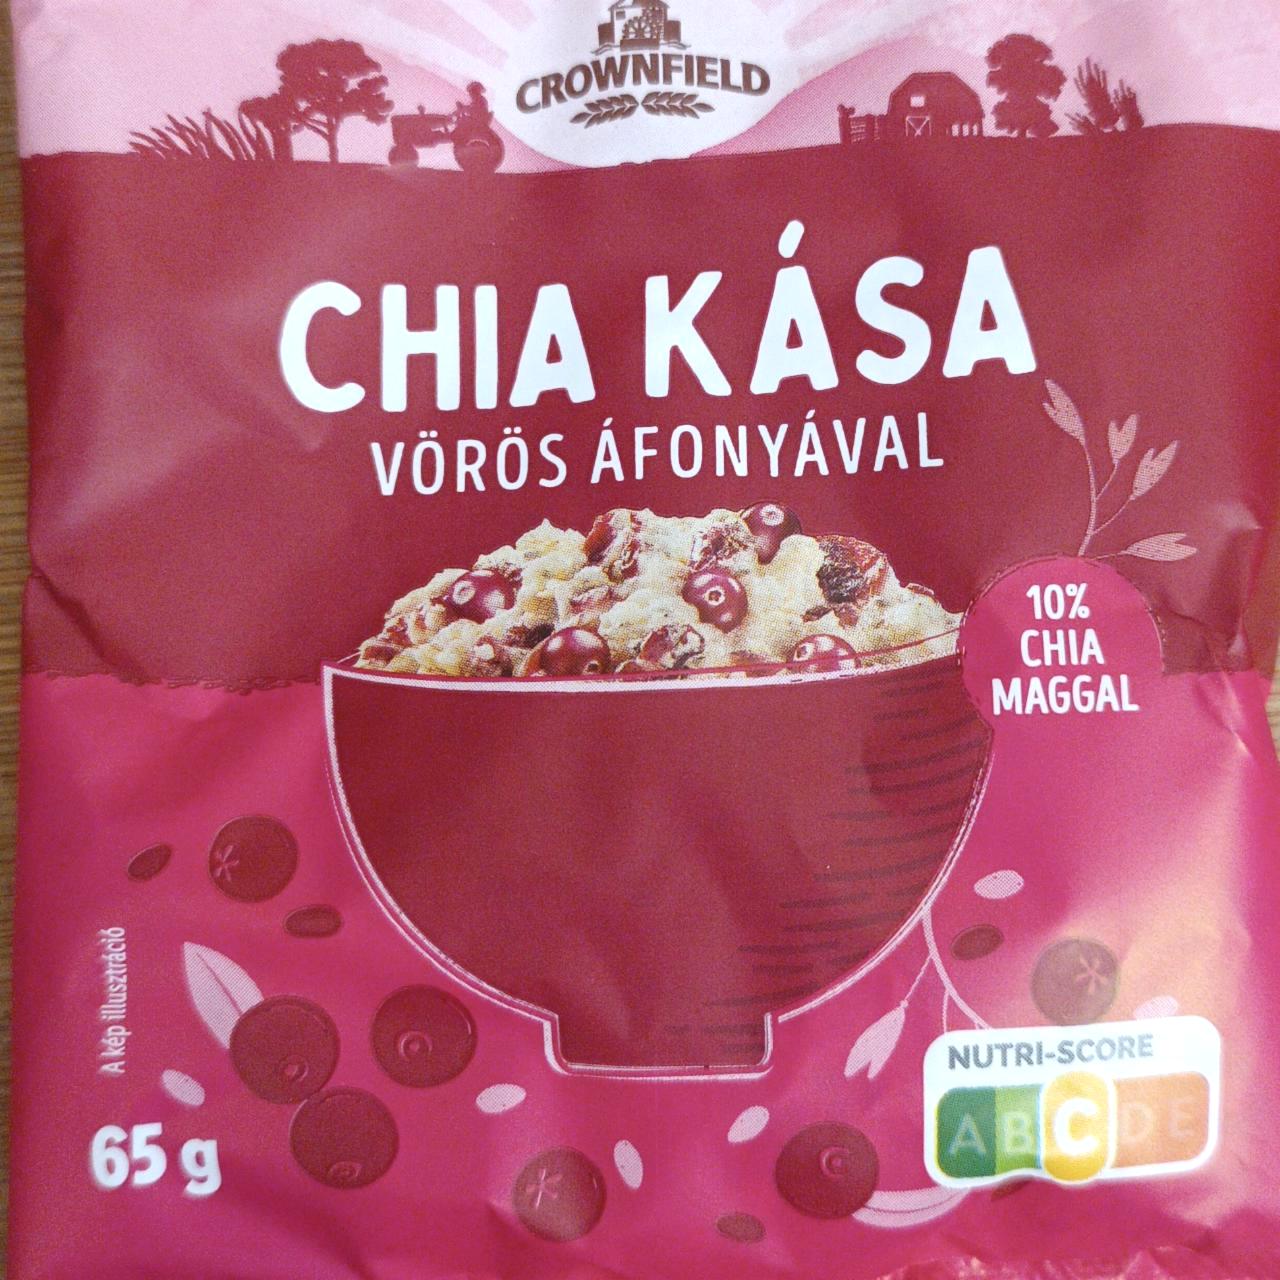 CROWNFIELD
CHIA KÁSA
VÖRÖS ÁFONYÁVAL
10%
CHIA
MAGGAL
A kép illusztráció
65 g
NUTRI-SCORE
A B C D E